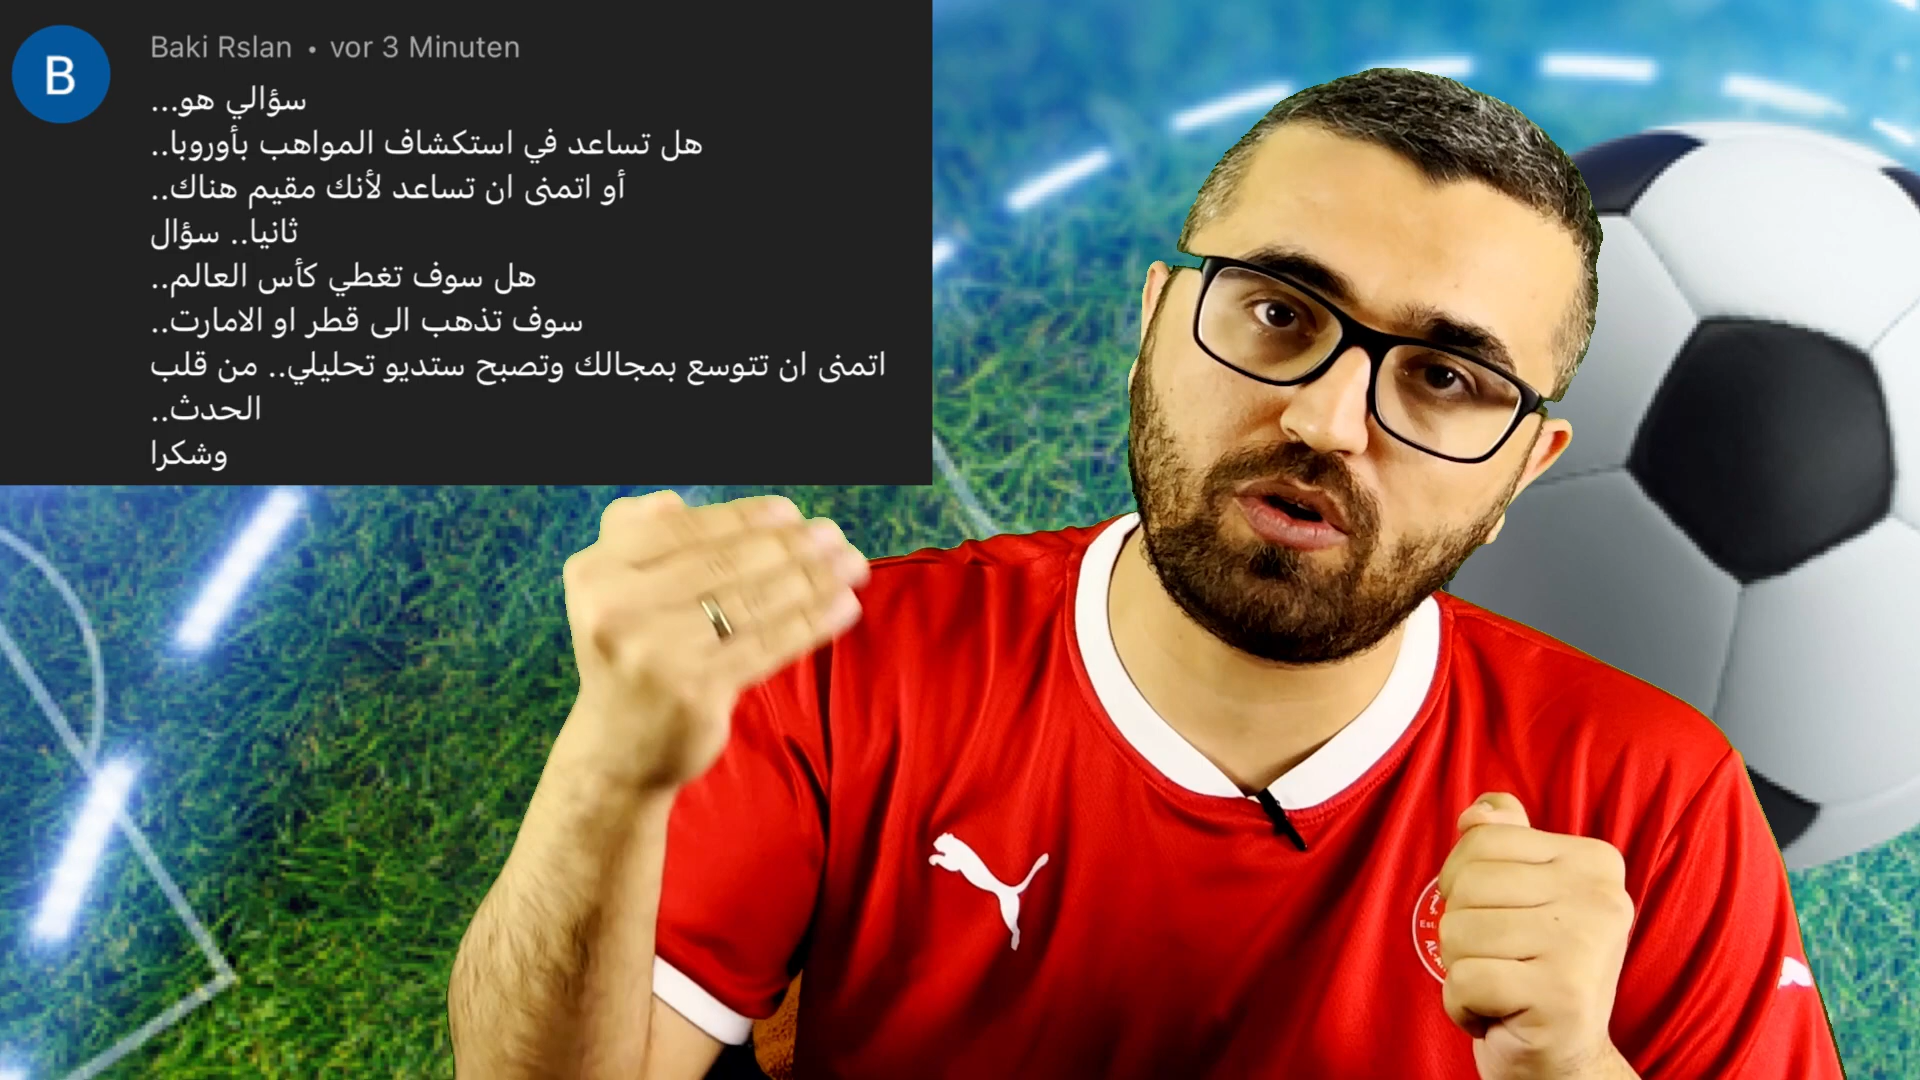 B
Baki Rslan • vor 3 Minuten
سؤالي هو...
هل تساعد في استكشاف المواهب بأوروبا..
أو اتمنى ان تساعد لأنك مقيم هناك..
ثانيا.. سؤال
هل سوف تغطي كأس العالم..
سوف تذهب الى قطر او الامارت..
اتمنى ان تتوسع بمجالك وتصبح ستديو تحليلي.. من قلب
الحدث..
وشكرا
Est.